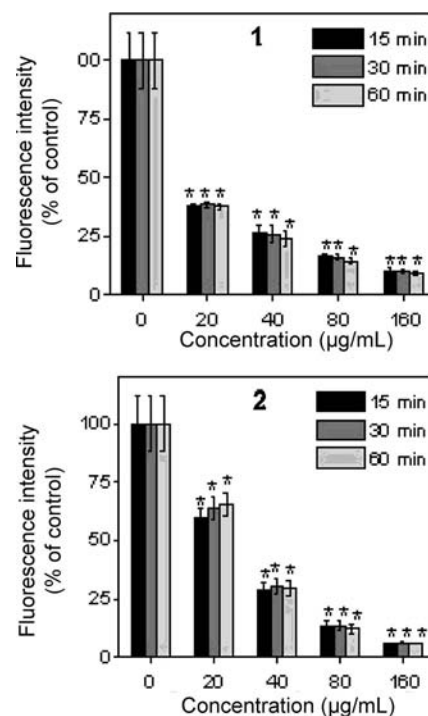 1
15 min
30 min
60 min
Fluorescence intensity
(% of control)
00
75
50
25
0
* * *
* * *
** *
** *
0 20 40 80 160
Concentration (µg/mL)
2
15 min
30 min
60 min
Fluorescence intensity
(% of control)
100
75
50
25
0
* * *
* * *
* * *
* * *
0 20 40 80 160
Concentration (µg/mL)